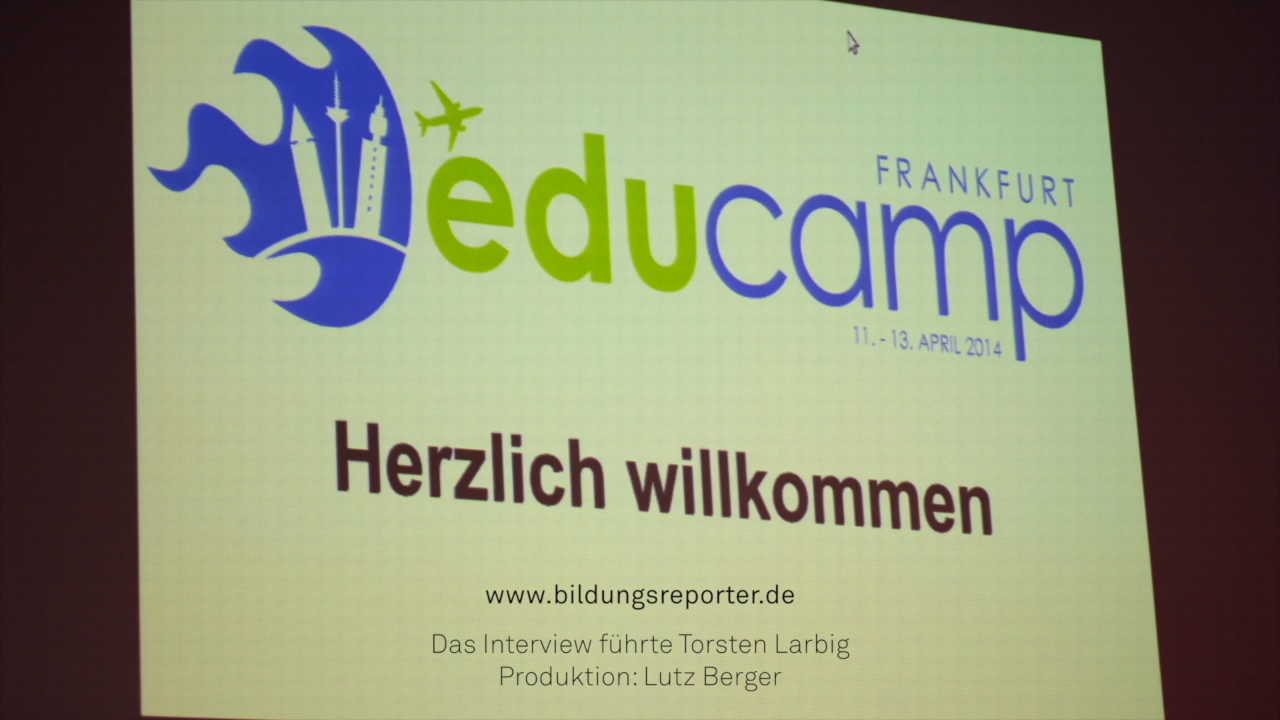 FRANKFURT
educamp
11. - 13. APRIL 2014
Herzlich willkommen
www.bildungsreporter.de
Das Interview führte Torsten Larbig
Produktion: Lutz Berger